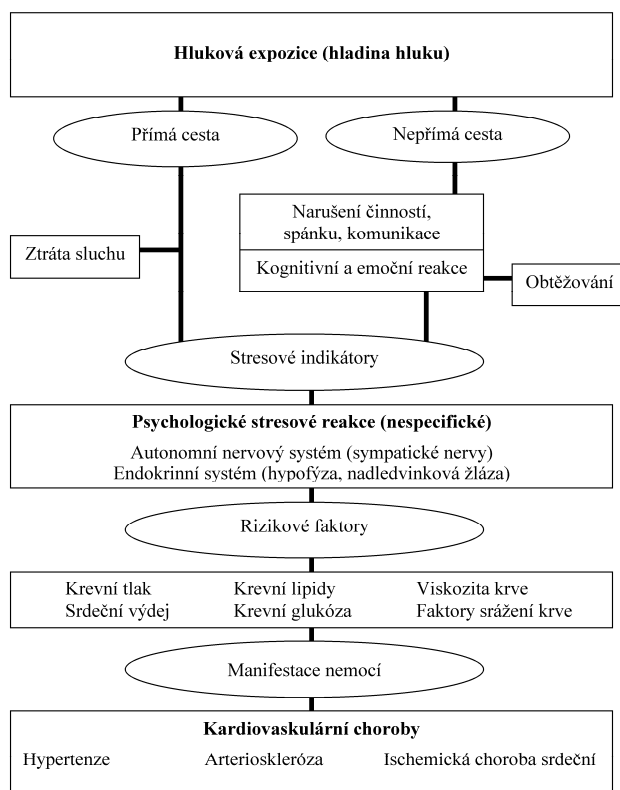 Hluková expozice (hladina hluku)
Přímá cesta
Nepřímá cesta
Narušení činností,
spánku, komunikace
Ztráta sluchu
Kognitivní a emoční reakce
Obtěžování
Stresové indikátory
Psychologické stresové reakce (nespecifické)
Autonomní nervový systém (sympatické nervy)
Endokrinní systém (hypofýza, nadledvinková žláza)
Rizikové faktory
Krevní tlak Krevní lipidy Viskozita krve
Srdeční výdej Krevní glukóza Faktory srážení krve
Manifestace nemocí
Kardiovaskulární choroby
Hypertenze Arterioskleróza Ischemická choroba srdeční